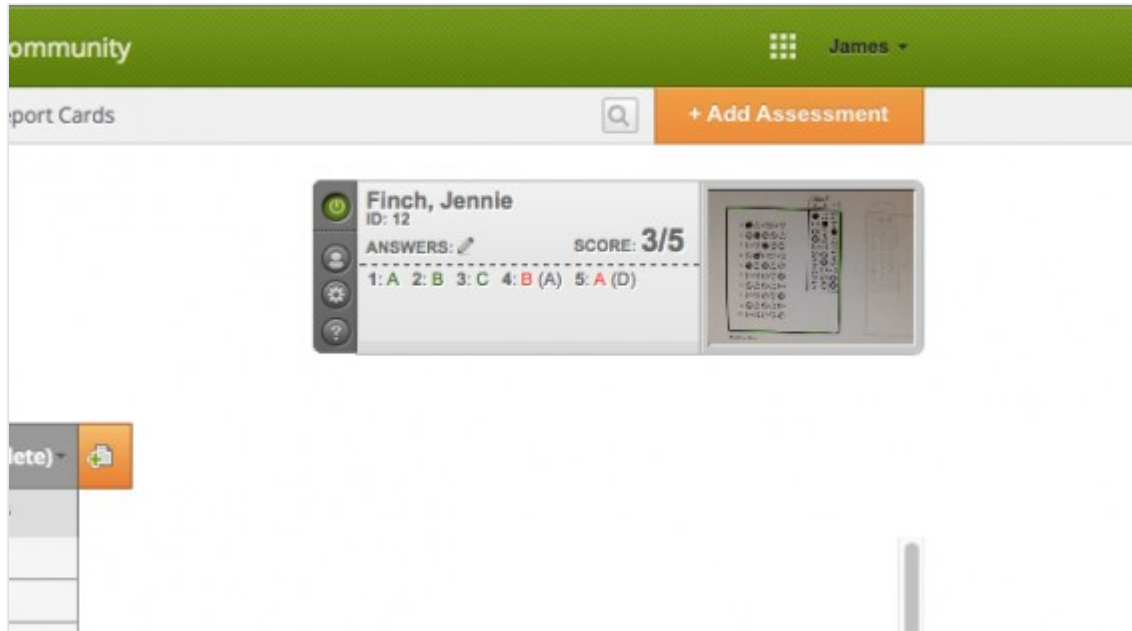 ommunity
James
port Cards
+ Add Assessment
Finch, Jennie
ID: 12
ANSWERS:
SCORE: 3/5
1: A 2: B 3: C 4: B (A) 5: A (D)
?
lete)